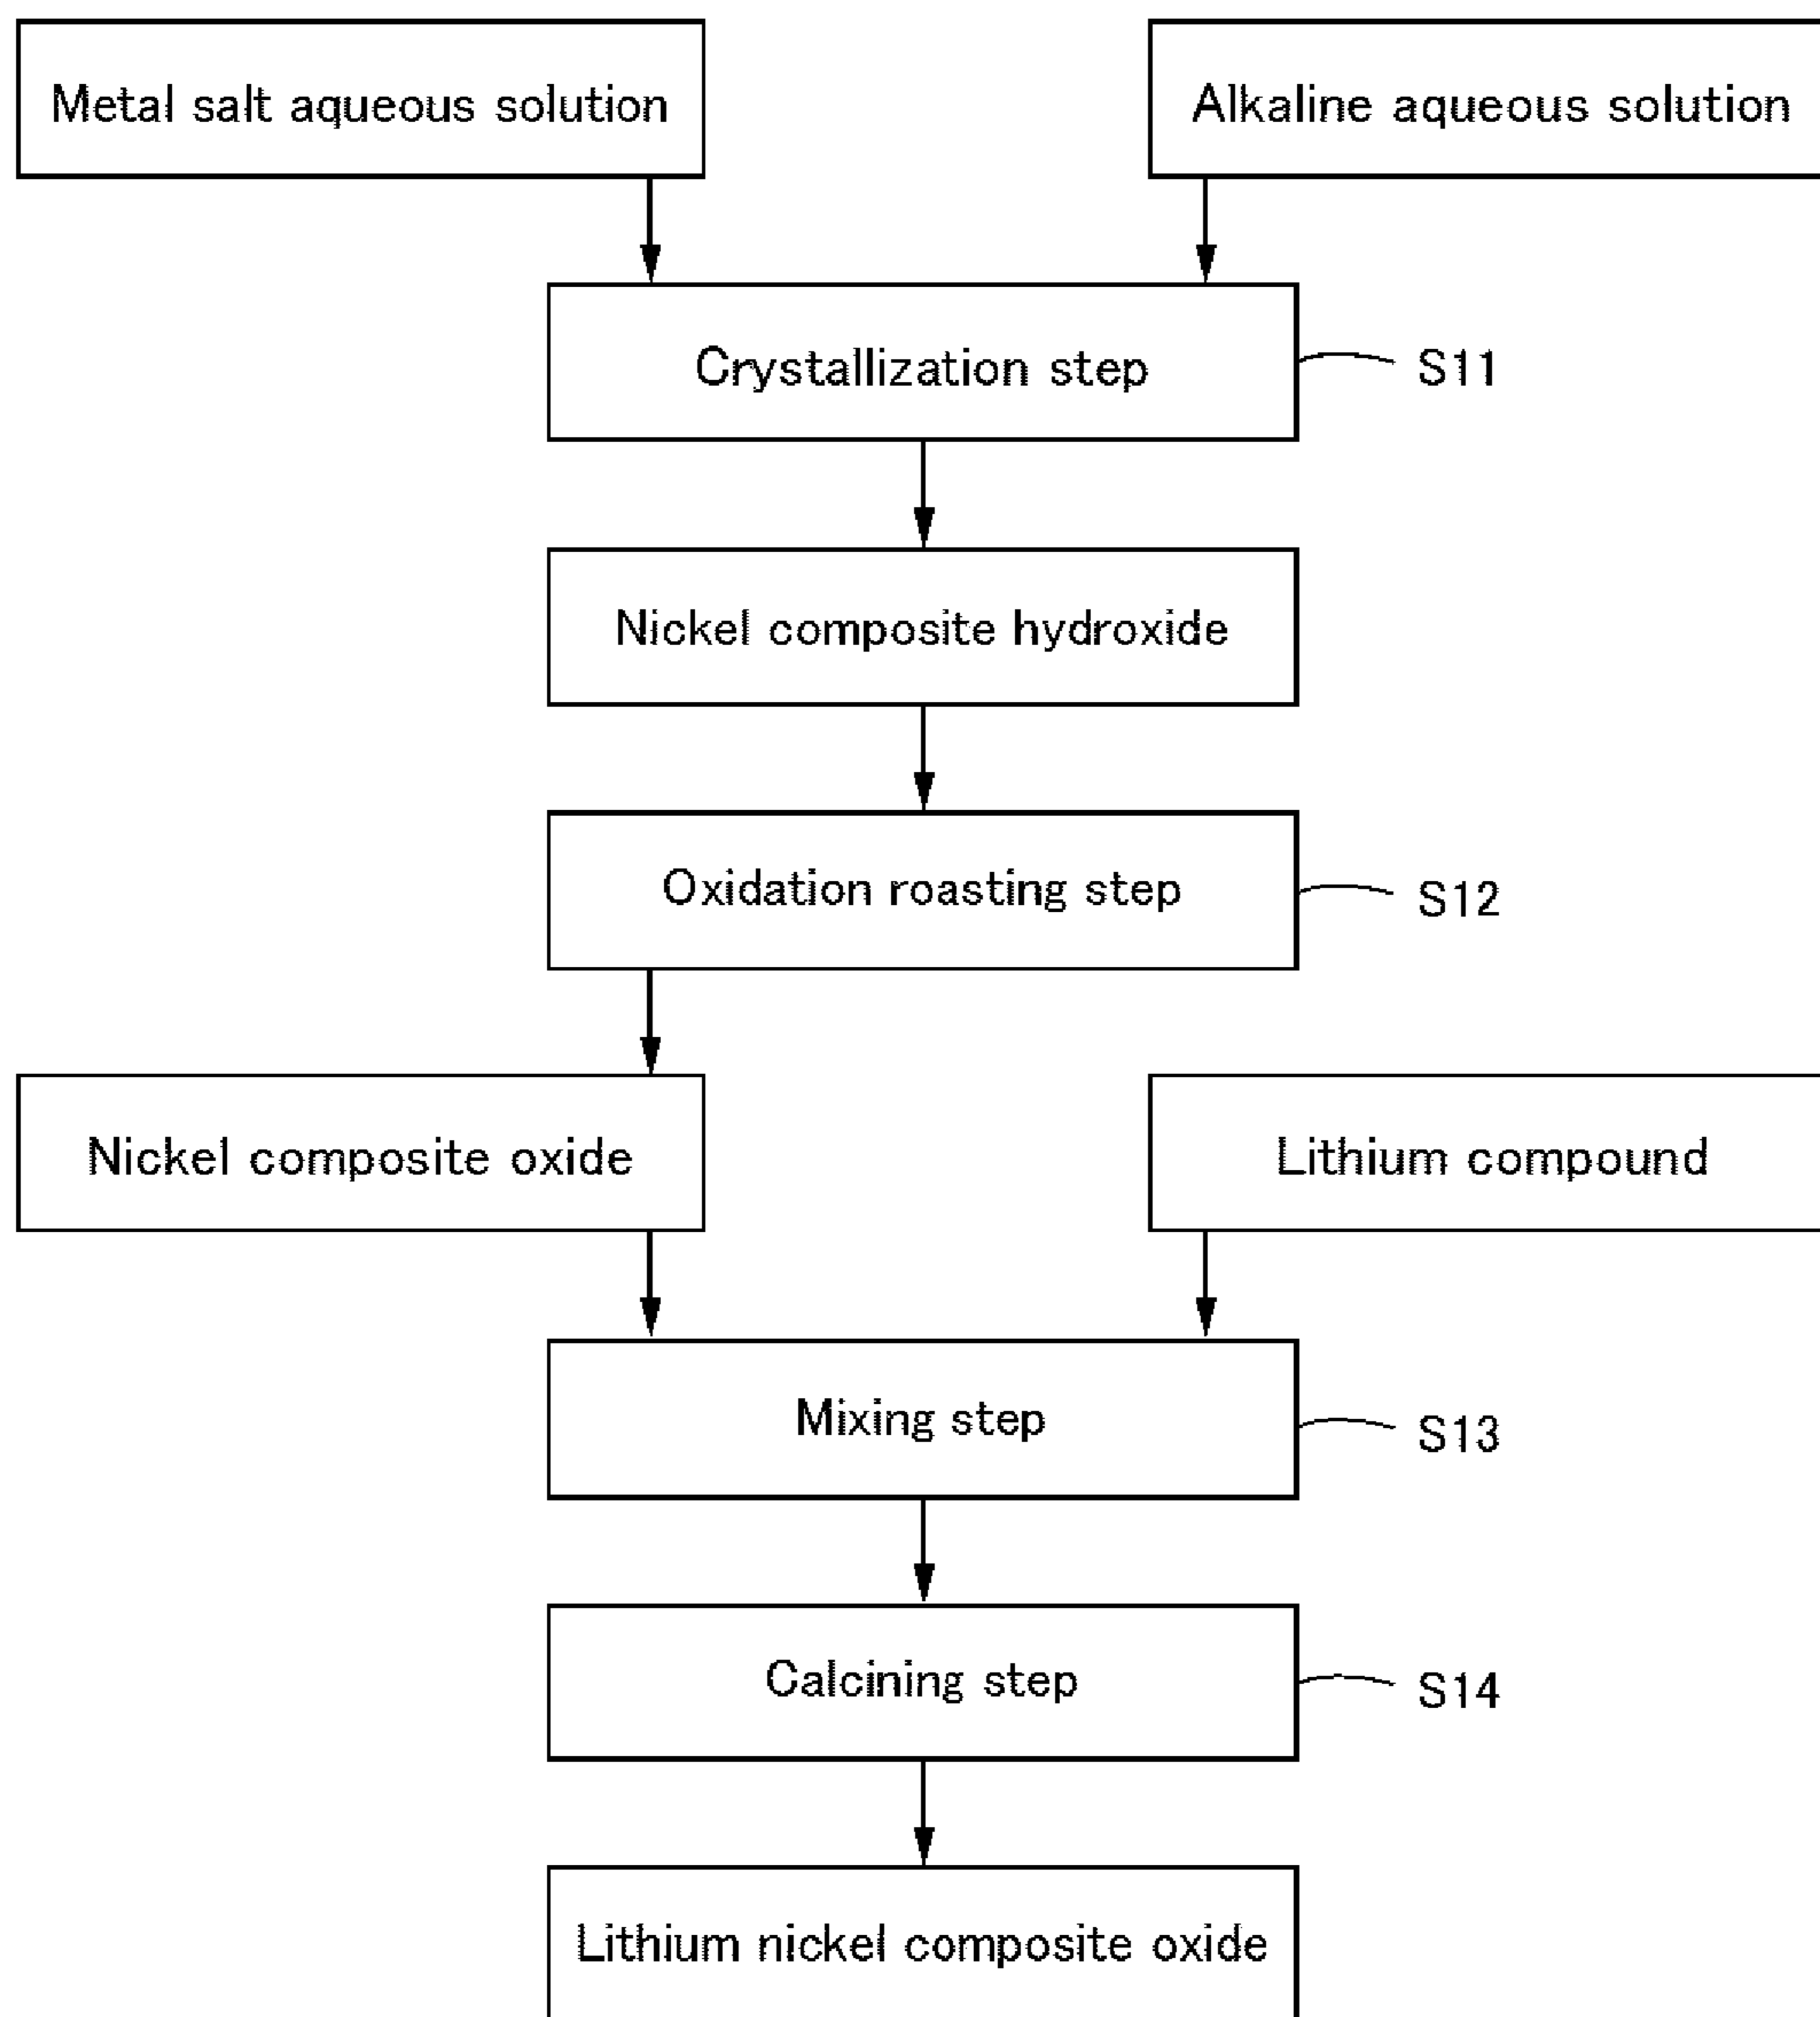 Metal salt aqueous solution
Alkaline aqueous solution
Crystallization step
S11
Nickel composite hydroxide
Oxidation roasting step
S12
Nickel composite oxide
Lithium compound
Mixing step
S13
Calcining step
S14
Lithium nickel composite oxide